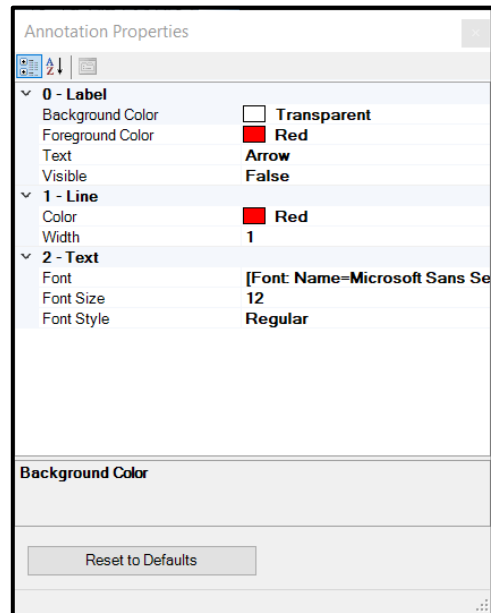 Annotation Properties
0 - Label
Background Color Transparent
Foreground Color Red
Text Arrow
Visible False
1 - Line
Color Red
Width 1
2 - Text
Font [Font: Name=Microsoft Sans Se
Font Size 12
Font Style Regular
Background Color
Reset to Defaults